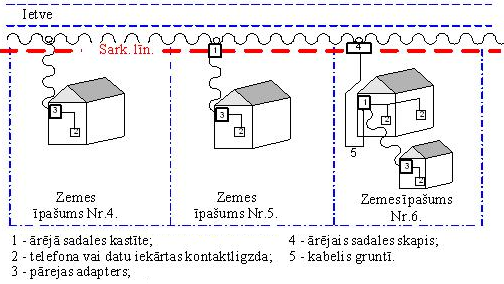 Ietve
Sark. līn.
1
4
3
2
3
2
1
2
2
5
3
2
Zemes
īpašums Nr.4.
Zemes
īpašums Nr.5.
Zemes īpašums
Nr.6.
1 - ārējā sadales kastīte;
2 - telefona vai datu iekārtas kontaktligzda;
3 - pārejas adapters;
4 - ārējais sadales skapis;
5 - kabelis gruntī.